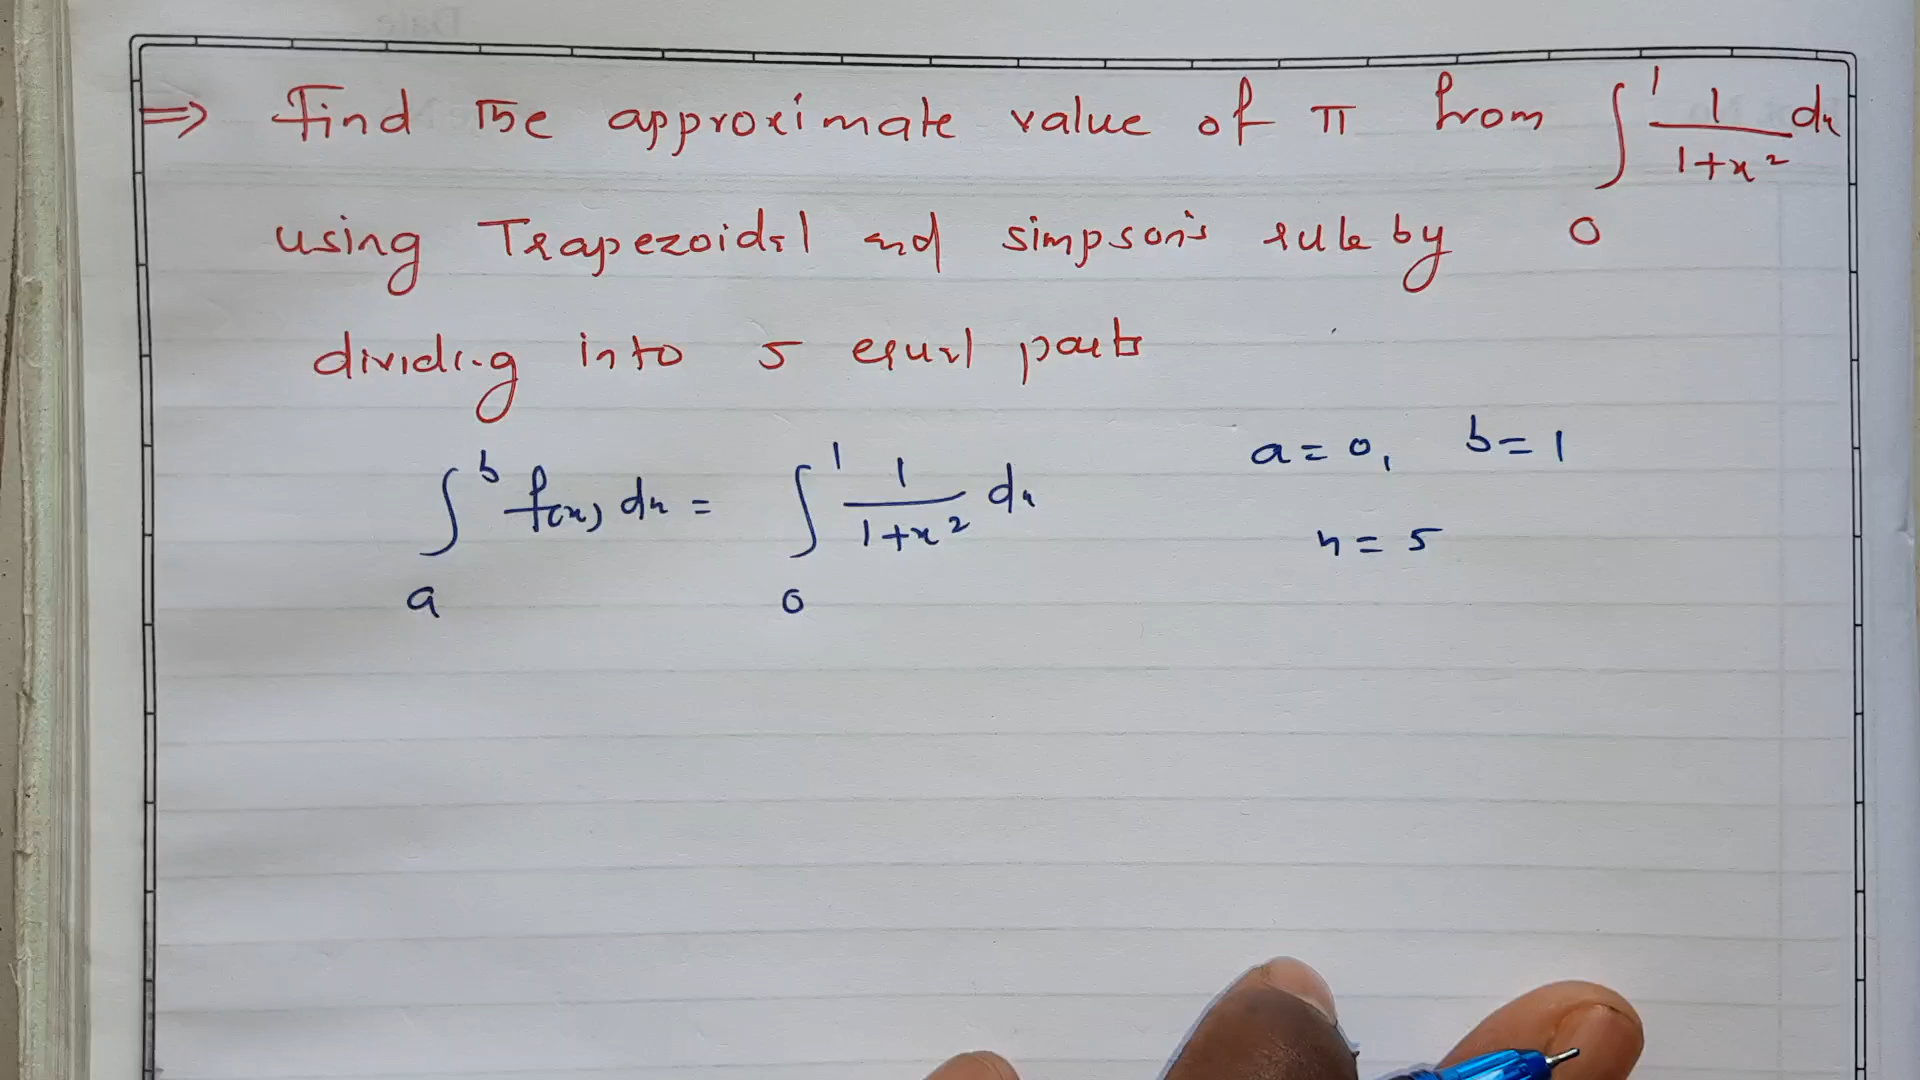 ⇒ Find the approximate value of π from ∫₀¹ 1/(1+x²) dx
using Trapezoidal and simpson's rule by
dividing into 5 equal parts
∫ₐᵇ f(x) dx = ∫₀¹ 1/(1+x²) dx
a = 0, b = 1
n = 5